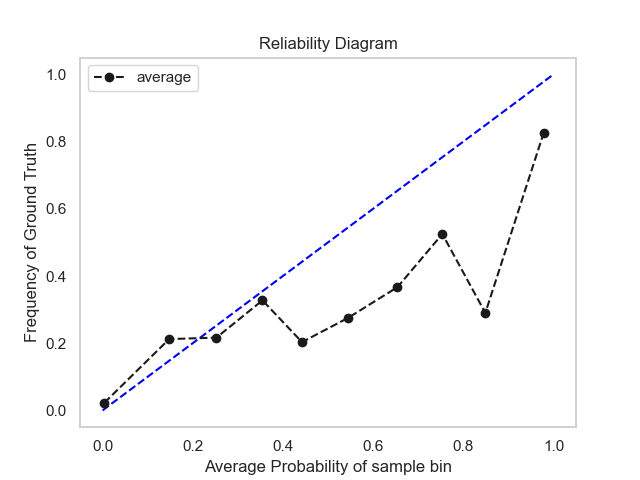 Reliability Diagram
average
1.0
0.8
0.6
0.4
0.2
0.0
Frequency of Ground Truth
0.0 0.2 0.4 0.6 0.8 1.0
Average Probability of sample bin